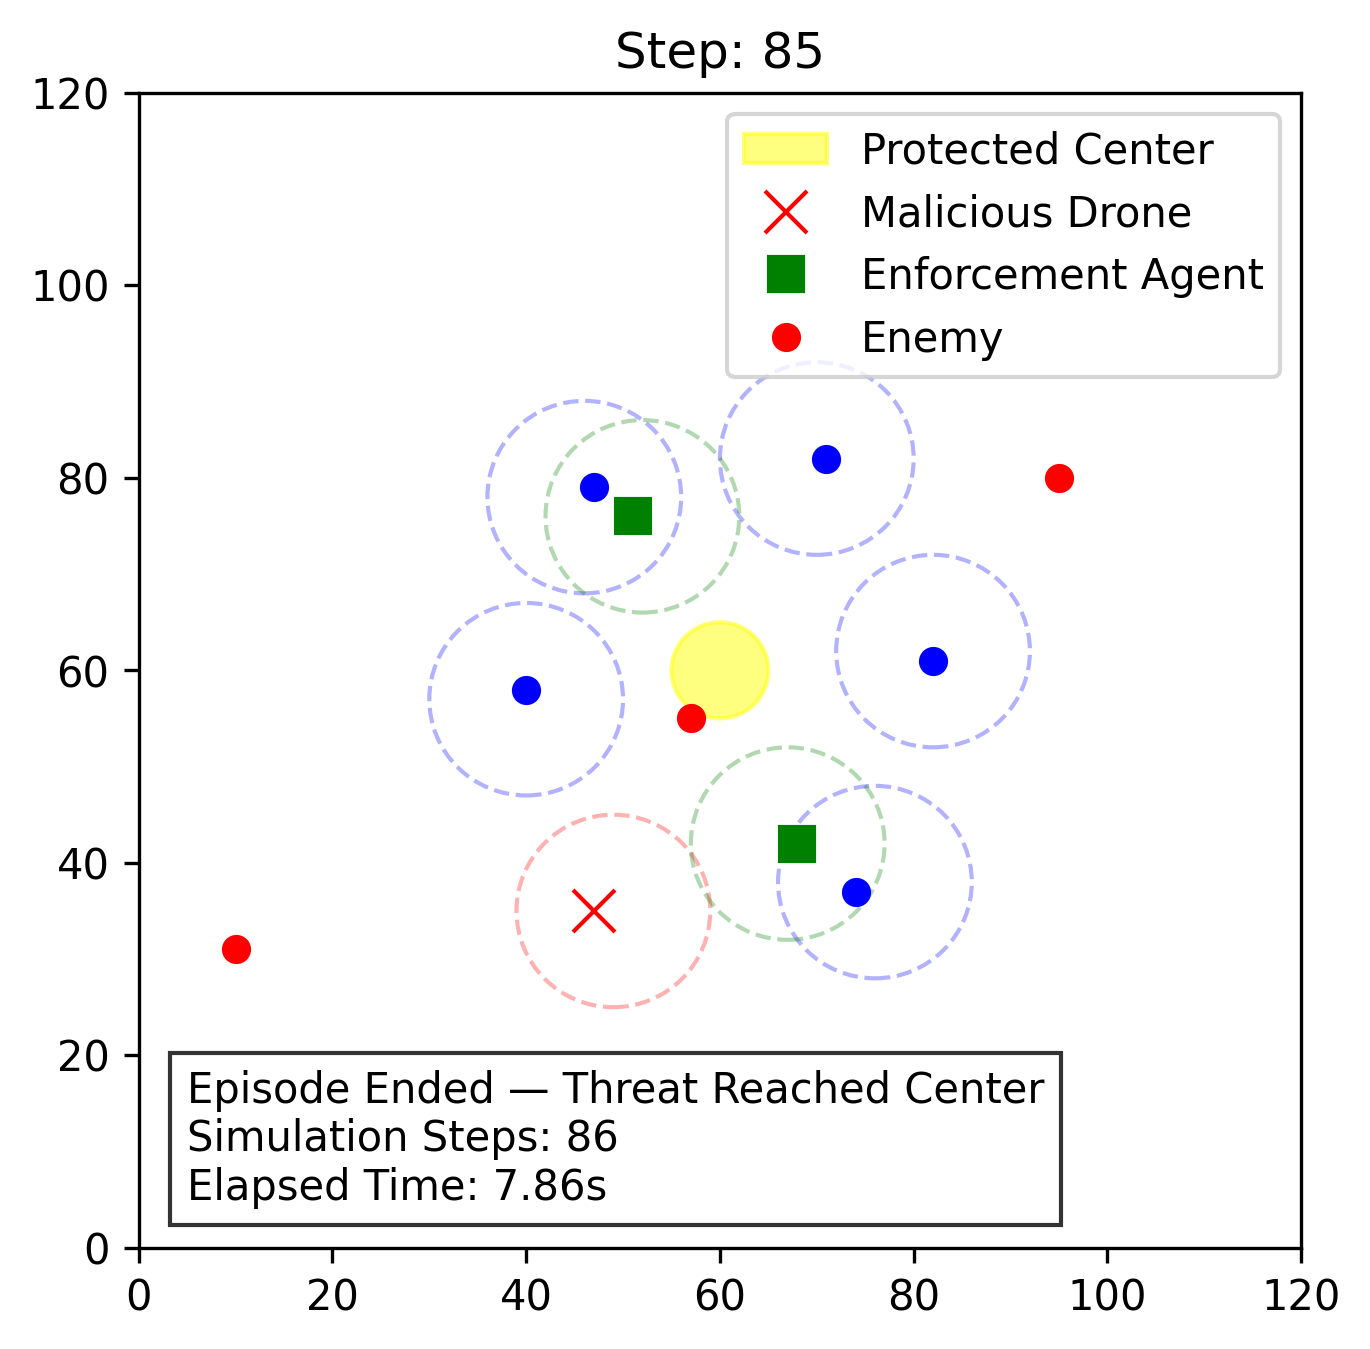 Step: 85
120
100
80
60
40
20
0
Protected Center
Malicious Drone
Enforcement Agent
Enemy
Episode Ended — Threat Reached Center
Simulation Steps: 86
Elapsed Time: 7.86s
0 20 40 60 80 100 120